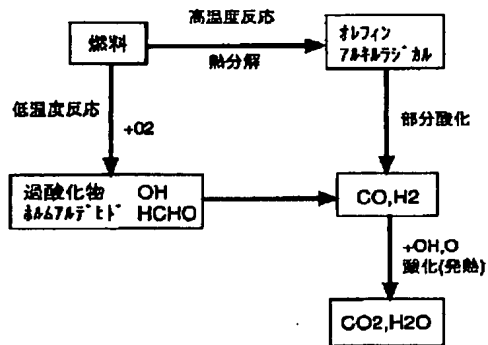 高温度反応
燃料
熱分解
オレフィン
アルキルラジカル
低温度反応
+O2
部分酸化
過酸化物 OH
ホルムアルデヒド HCHO
CO,H2
+OH,O
酸化(発熱)
CO2,H2O